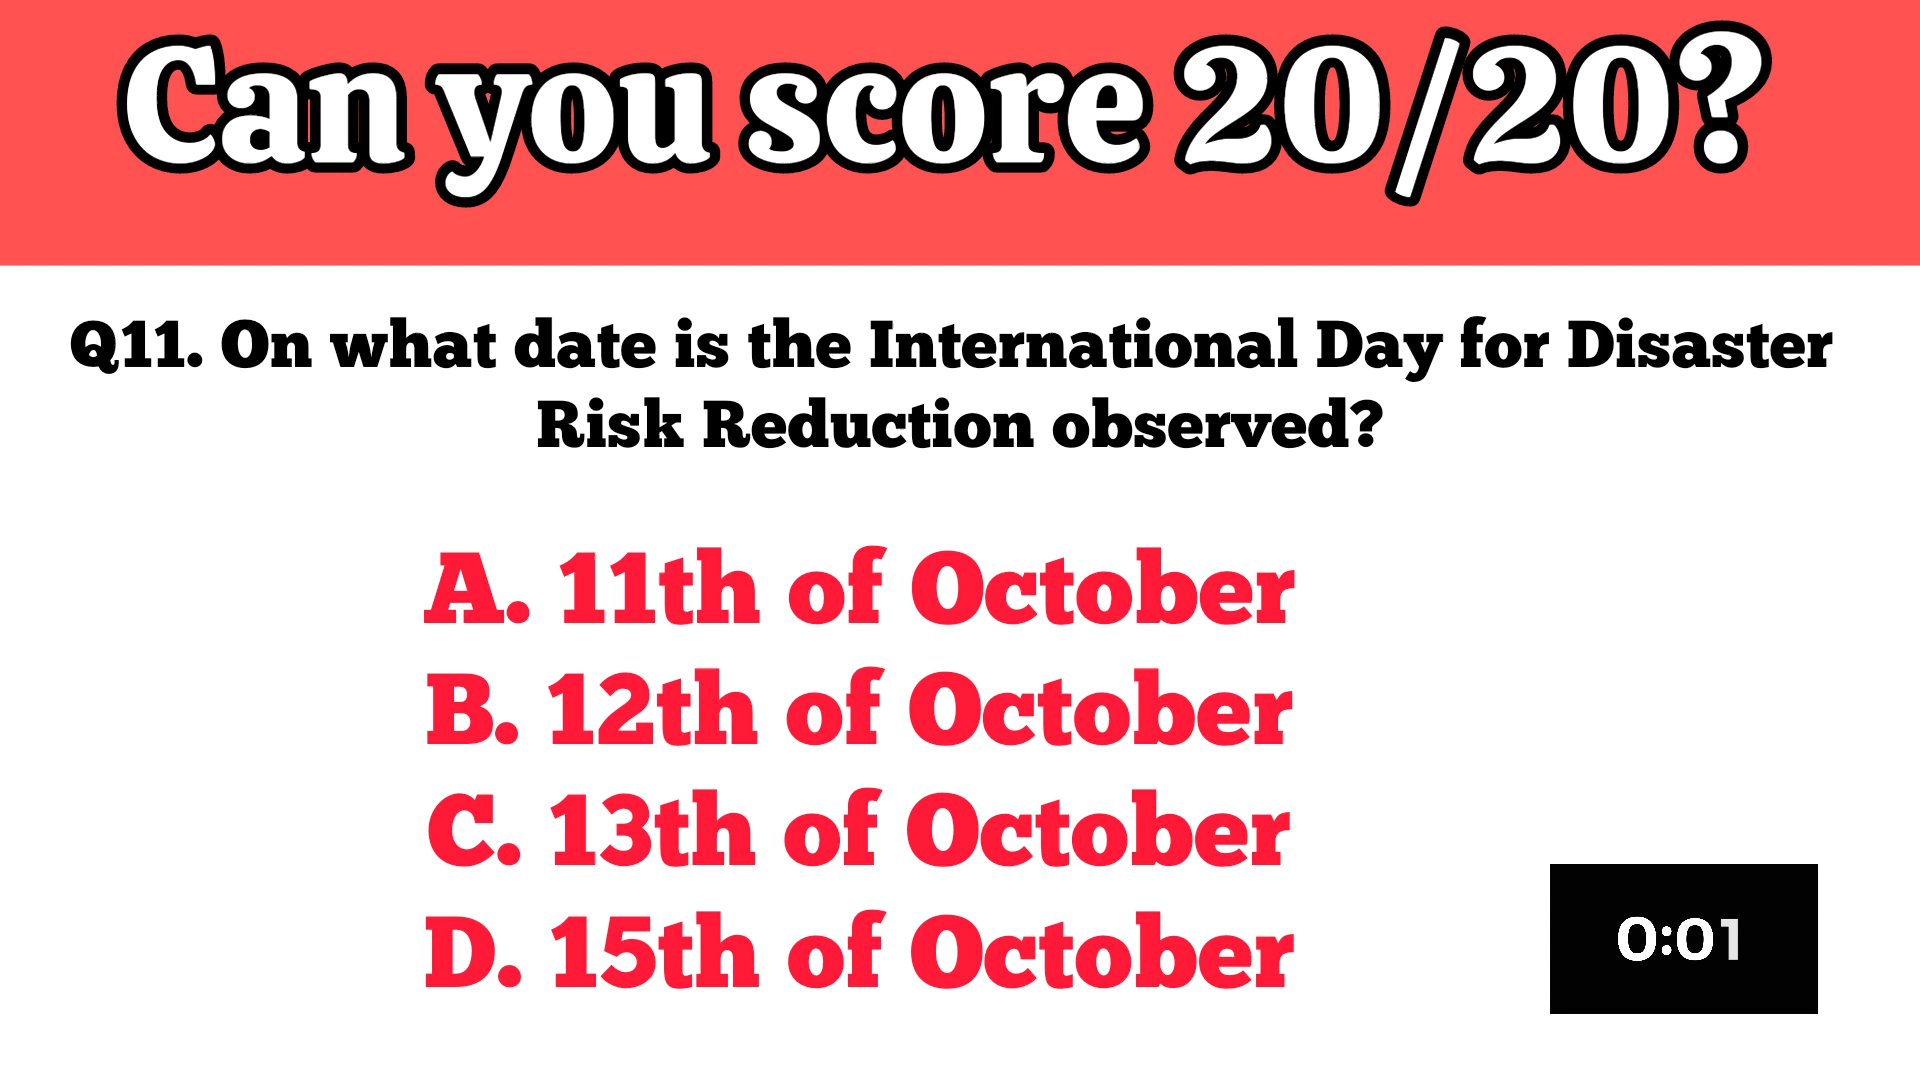 Can you score 20/20?
Q11. On what date is the International Day for Disaster
Risk Reduction observed?
A. 11th of October
B. 12th of October
C. 13th of October
D. 15th of October
0:01